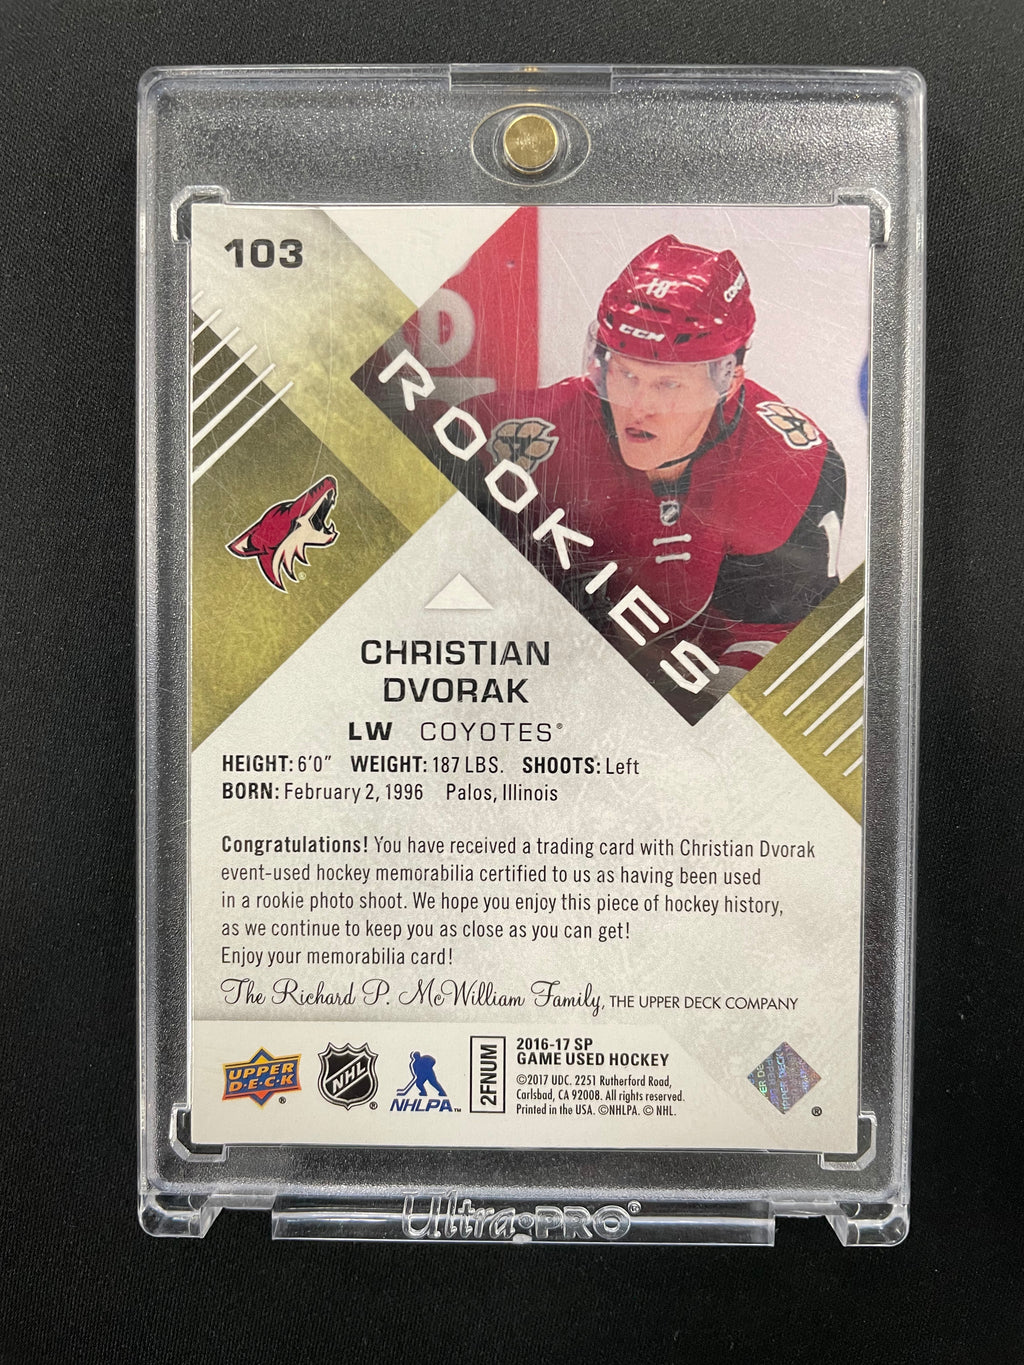 103
18
COYOTES
CCM
ROOKIES
CHRISTIAN
DVORAK
LW COYOTES®
HEIGHT: 6'0" WEIGHT: 187 LBS. SHOOTS: Left
BORN: February 2, 1996 Palos, Illinois
Congratulations! You have received a trading card with Christian Dvorak
event-used hockey memorabilia certified to us as having been used
in a rookie photo shoot. We hope you enjoy this piece of hockey history,
as we continue to keep you as close as you can get!
Enjoy your memorabilia card!
The Richard P. McWilliam Family, THE UPPER DECK COMPANY
UPPER
D·E·C·K
®
NHL
®
NHLPA™
2FNUM
2016-17 SP
GAME USED HOCKEY
©2017 UDC. 2251 Rutherford Road,
Carlsbad, CA 92008. All rights reserved.
Printed in the USA. ©NHLPA. © NHL.
UPPER DECK
®
Ultra·PRO®